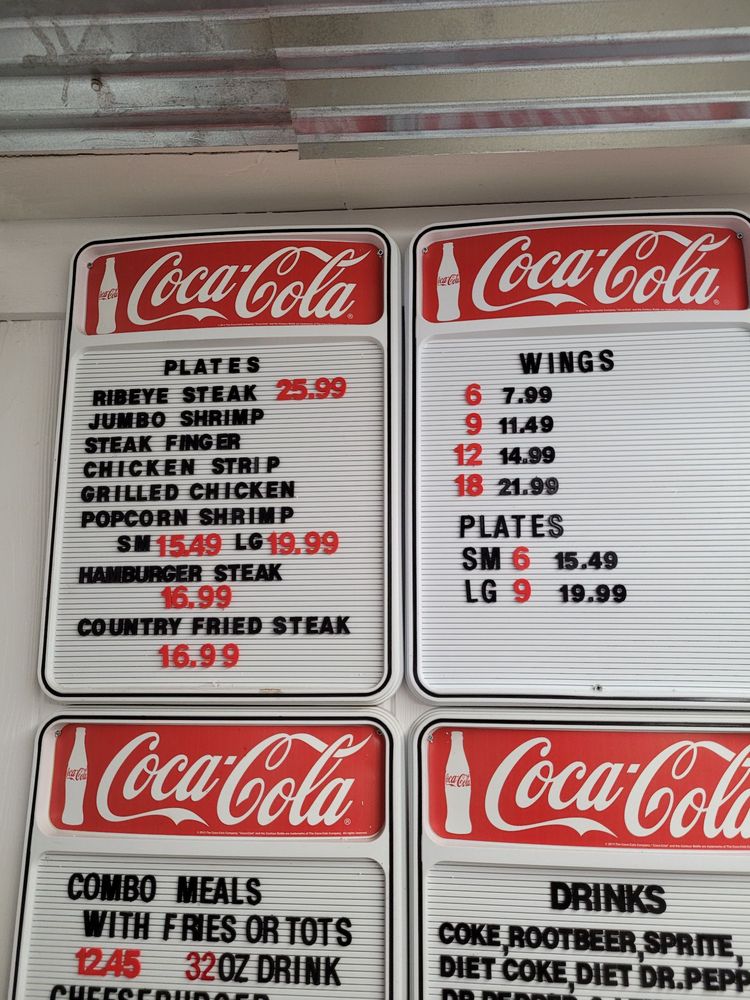 Coca-Cola
PLATES
RIBEYE STEAK 25.99
JUMBO SHRIMP
STEAK FINGER
CHICKEN STRIP
GRILLED CHICKEN
POPCORN SHRIMP
SM 15.49 LG 19.99
HAMBURGER STEAK
16.99
COUNTRY FRIED STEAK
16.99
Coca-Cola
WINGS
6 7.99
9 11.49
12 14.99
18 21.99
PLATES
SM 6 15.49
LG 9 19.99
Coca-Cola
COMBO MEALS
WITH FRIES OR TOTS
12.45 32OZ DRINK
CHEESEBURGER
Coca-Cola
DRINKS
COKE,ROOTBEER,SPRITE,
DIET COKE,DIET DR.PEPP
DR.PEPPER